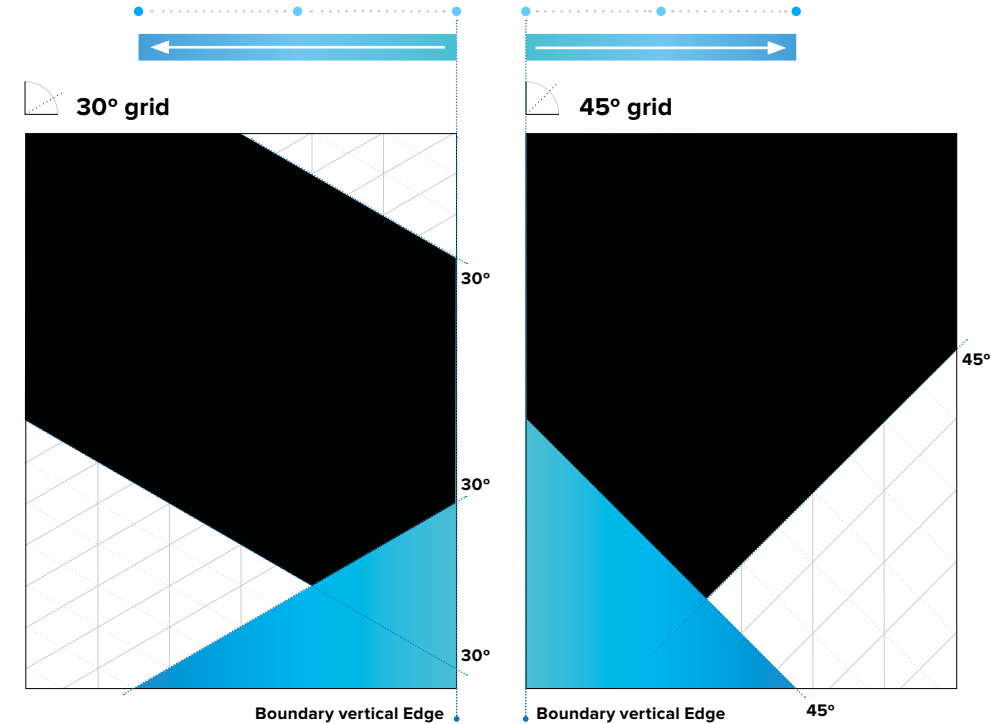 30º grid
45º grid
30º
45º
30º
30º
Boundary vertical Edge
Boundary vertical Edge
45º